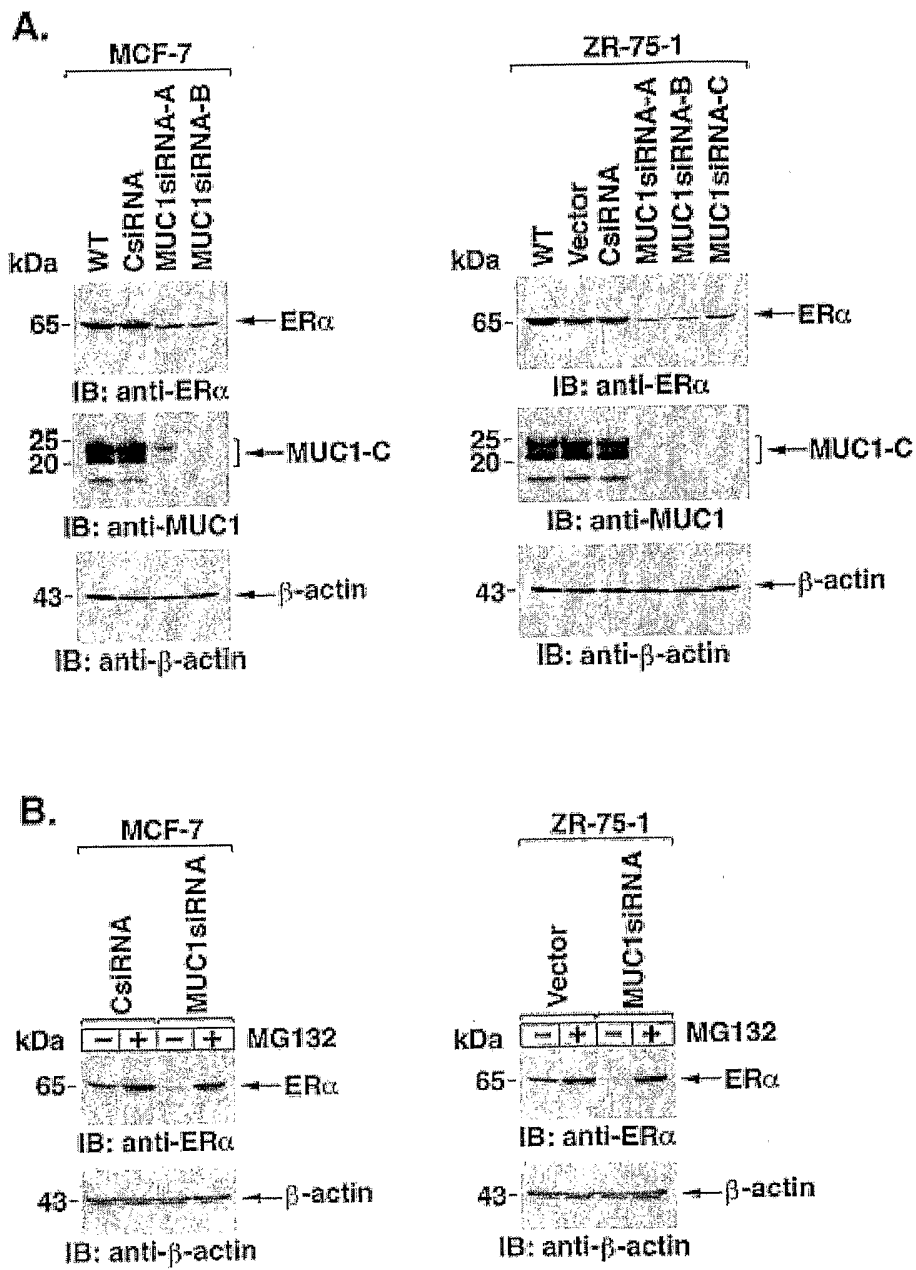 A.
MCF-7
WT
CsiRNA
MUC1siRNA-A
MUC1siRNA-B
kDa
65-
ERα
IB: anti-ERα
25-
20-
MUC1-C
IB: anti-MUC1
43-
β-actin
IB: anti-β-actin
ZR-75-1
WT
Vector
CsiRNA
MUC1siRNA-A
MUC1siRNA-B
MUC1siRNA-C
kDa
65-
ERα
IB: anti-ERα
25-
20-
MUC1-C
IB: anti-MUC1
43-
β-actin
IB: anti-β-actin
B.
MCF-7
CsiRNA
MUC1siRNA
kDa
− + − + MG132
65-
ERα
IB: anti-ERα
43-
β-actin
IB: anti-β-actin
ZR-75-1
Vector
MUC1siRNA
kDa
− + − + MG132
65-
ERα
IB: anti-ERα
43-
β-actin
IB: anti-β-actin